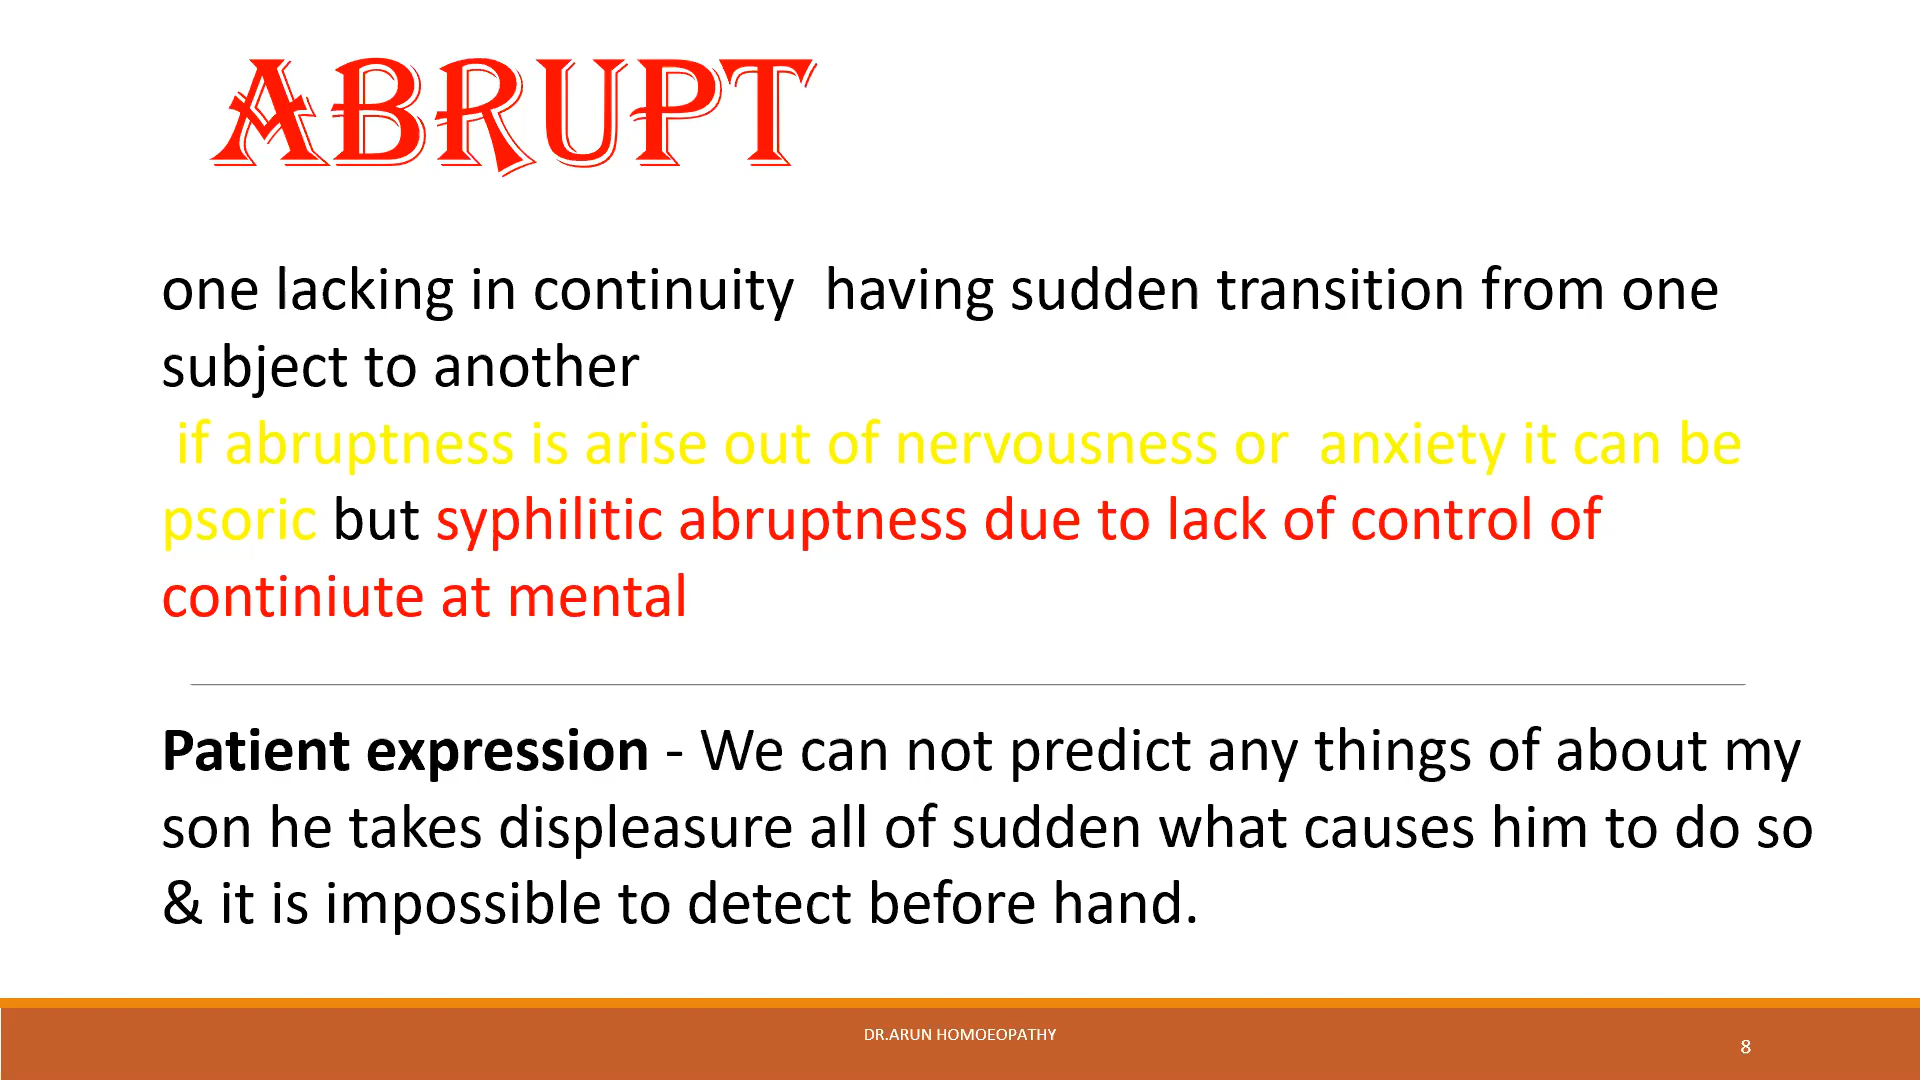 ABRUPT
one lacking in continuity  having sudden transition from one
subject to another
if abruptness is arise out of nervousness or  anxiety it can be
psoric but syphilitic abruptness due to lack of control of
continiute at mental
Patient expression - We can not predict any things of about my
son he takes displeasure all of sudden what causes him to do so
& it is impossible to detect before hand.
DR.ARUN HOMOEOPATHY
8